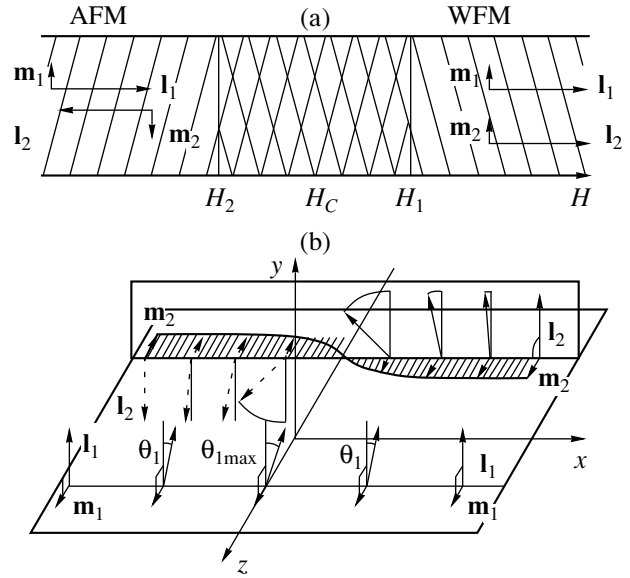 (a)
AFM WFM
m₁ l₁ m₁ l₁
l₂ m₂ m₂ l₂
H₂ H_C H₁ H
(b)
y
m₂ l₂
m₂
l₂
l₁ θ₁ θ₁max θ₁ l₁ x
m₁ m₁
z